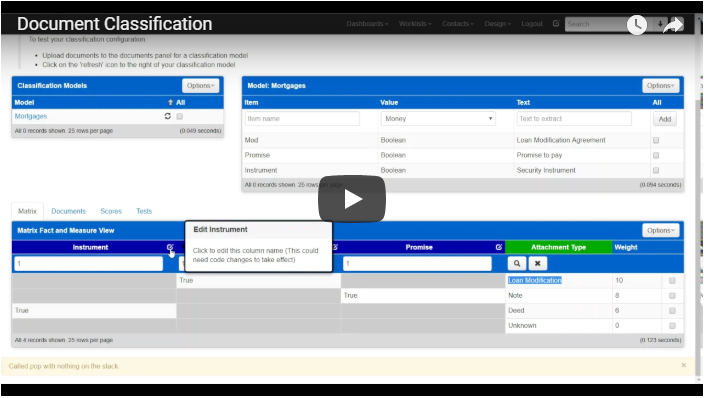 Document Classification
Dashboards Worklists Contacts Design Logout Search
To test your classification configuration
Upload documents to the documents panel for a classification model
Click on the 'refresh' icon to the right of your classification model
Classification Models Options
Model All
Mortgages
All 0 records shown. 25 rows per page (0.049 seconds)
Model: Mortgages Options
Item Value Text All
Item name Money Text to extract Add
Mod Boolean Loan Modification Agreement
Promise Boolean Promise to pay
Instrument Boolean Security Instrument
All 0 records shown. 25 rows per page (0.094 seconds)
Matrix Documents Scores Tests
Matrix Fact and Measure View Options
Instrument Promise Attachment Type Weight
1 1
Edit Instrument
Click to edit this column name (This could
need code changes to take effect)
True Loan Modification 10
True Note 8
True Deed 6
Unknown 0
All 4 records shown. 25 rows per page (0.123 seconds)
Called pop with nothing on the stack.